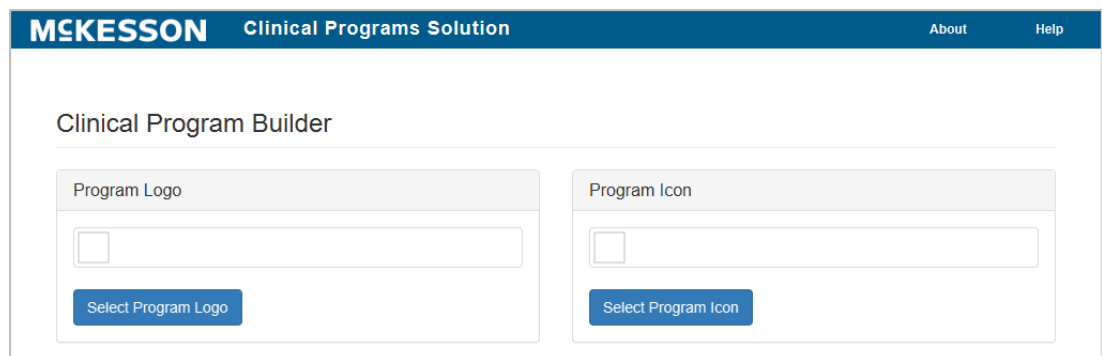 MCKESSON Clinical Programs Solution About Help
Clinical Program Builder
Program Logo Program Icon
Select Program Logo Select Program Icon